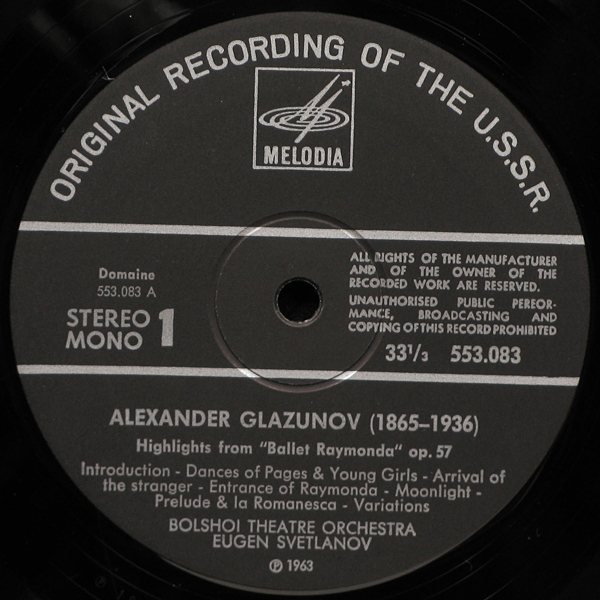 ORIGINAL RECORDING OF THE U.S.S.R.
MELODIA
Domaine
553.083 A
STEREO 1
MONO
ALL RIGHTS OF THE MANUFACTURER
AND OF THE OWNER OF THE
RECORDED WORK ARE RESERVED.
UNAUTHORISED PUBLIC PEREOR-
MANCE, BROADCASTING AND
COPYING OF THIS RECORD PROHIBITED
33 1/3 553.083
ALEXANDER GLAZUNOV (1865–1936)
Highlights from "Ballet Raymonda" op. 57
Introduction - Dances of Pages & Young Girls - Arrival of
the stranger - Entrance of Raymonda - Moonlight -
Prelude & la Romanesca - Variations
BOLSHOI THEATRE ORCHESTRA
EUGEN SVETLANOV
℗ 1963